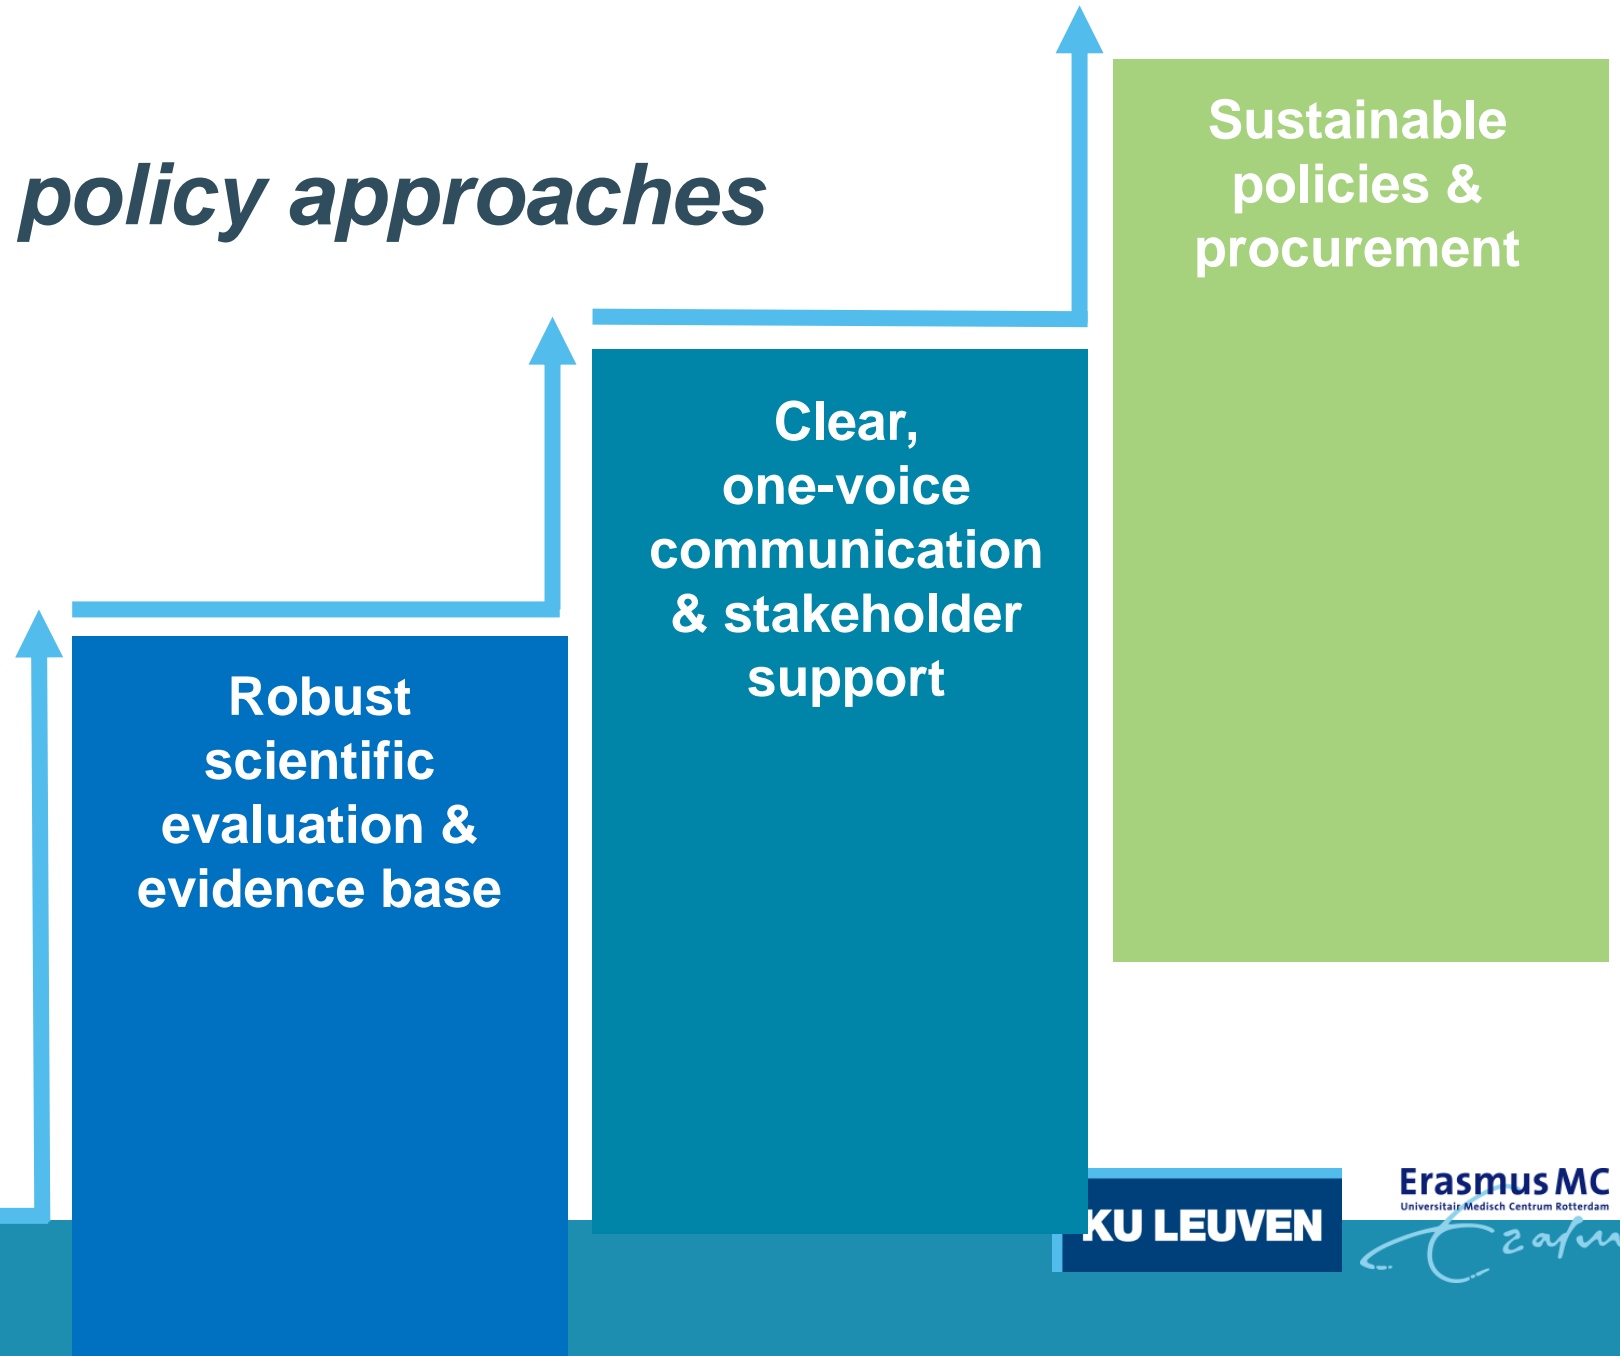 policy approaches
Sustainable
policies &
procurement
Clear,
one-voice
communication
& stakeholder
support
Robust
scientific
evaluation &
evidence base
KU LEUVEN
Erasmus MC
Universitair Medisch Centrum Rotterdam